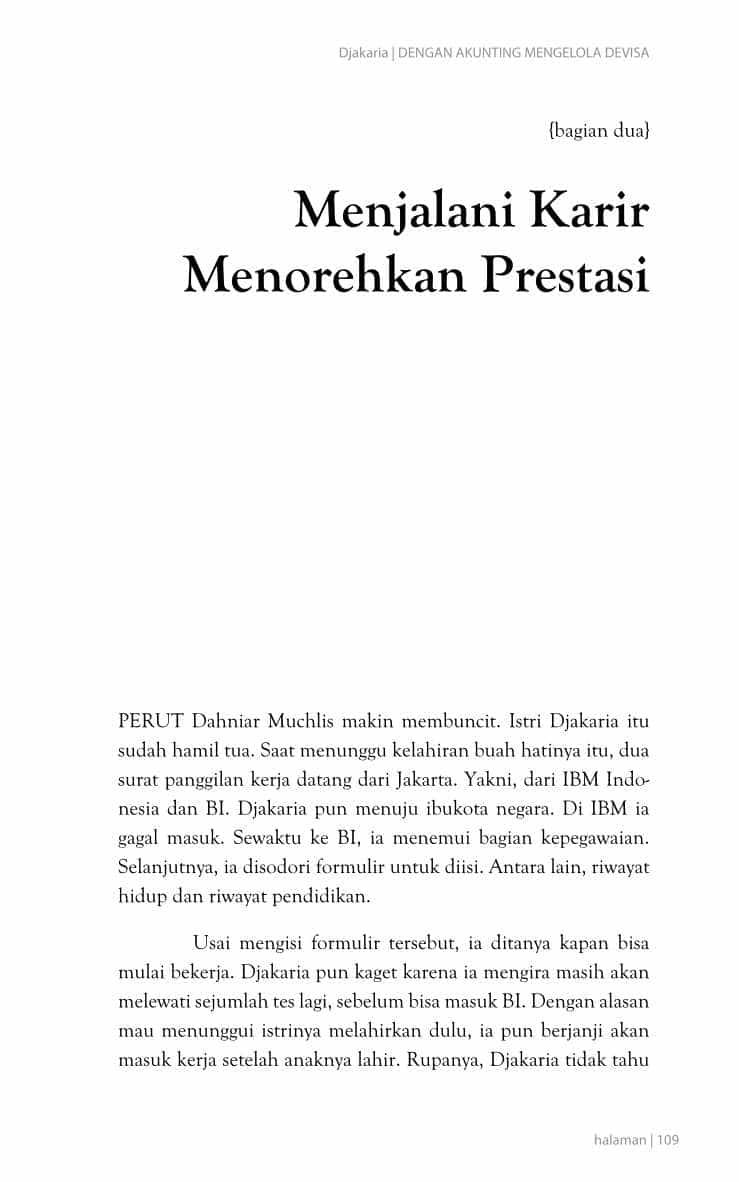 Djakaria | DENGAN AKUNTING MENGELOLA DEVISA
{bagian dua}
Menjalani Karir
Menorehkan Prestasi
PERUT Dahniar Muchlis makin membuncit. Istri Djakaria itu
sudah hamil tua. Saat menunggu kelahiran buah hatinya itu, dua
surat panggilan kerja datang dari Jakarta. Yakni, dari IBM Indo-
nesia dan BI. Djakaria pun menuju ibukota negara. Di IBM ia
gagal masuk. Sewaktu ke BI, ia menemui bagian kepegawaian.
Selanjutnya, ia disodori formulir untuk diisi. Antara lain, riwayat
hidup dan riwayat pendidikan.
Usai mengisi formulir tersebut, ia ditanya kapan bisa
mulai bekerja. Djakaria pun kaget karena ia mengira masih akan
melewati sejumlah tes lagi, sebelum bisa masuk BI. Dengan alasan
mau menunggui istrinya melahirkan dulu, ia pun berjanji akan
masuk kerja setelah anaknya lahir. Rupanya, Djakaria tidak tahu
halaman | 109